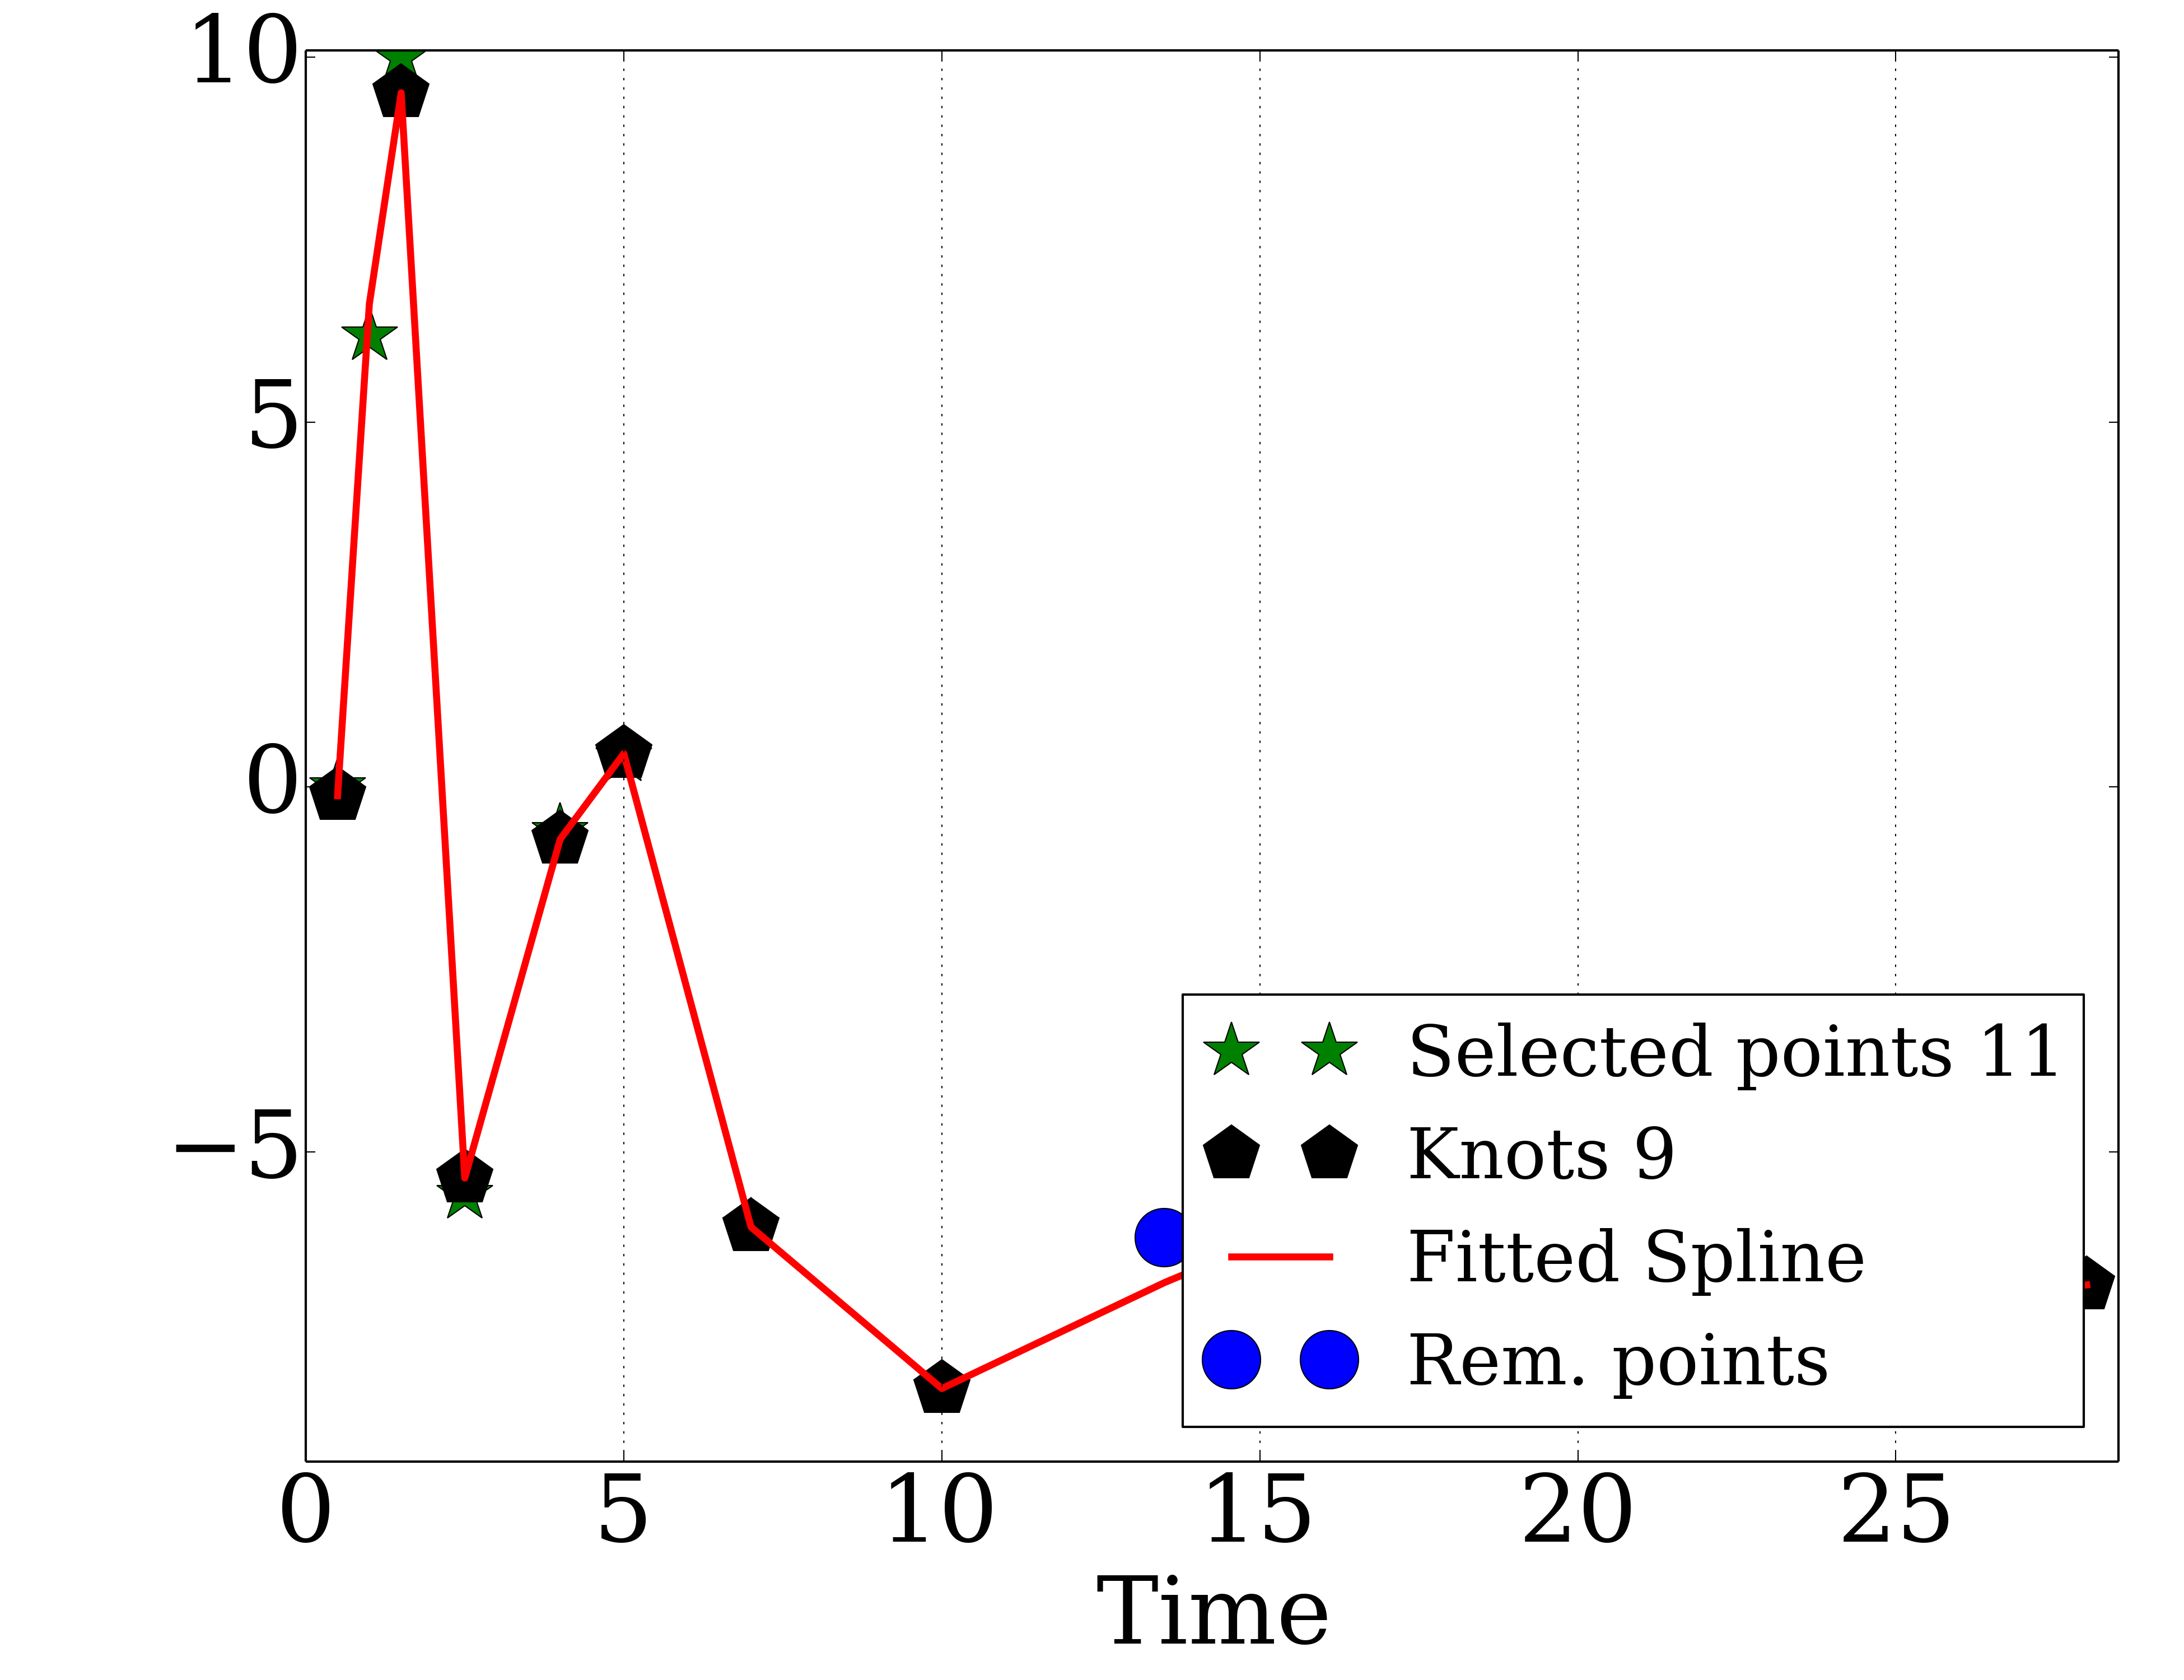 10
5
0
−5
Selected points 11
Knots 9
Fitted Spline
Rem. points
0 5 10 15 20 25
Time